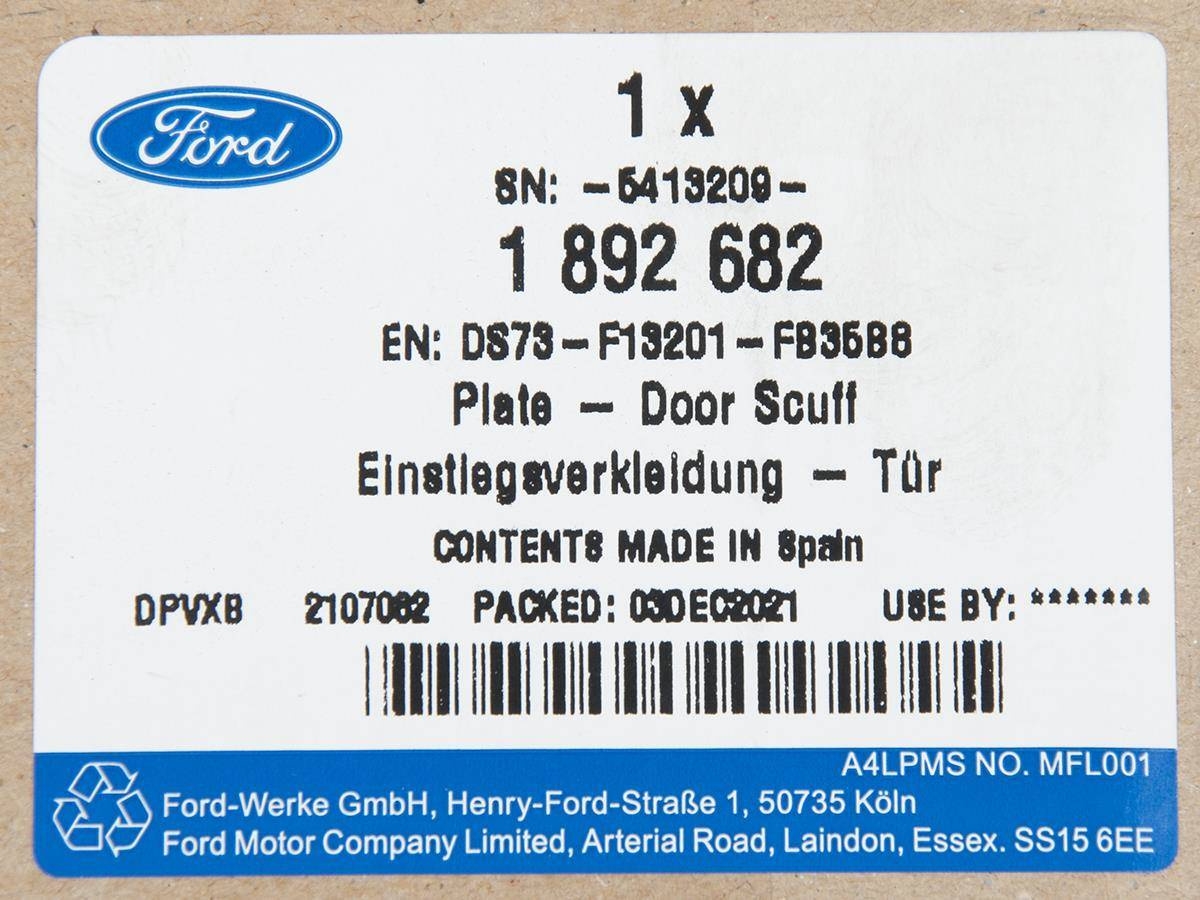 Ford
1 x
SN: -5413209-
1 892 682
EN: DS73-F13201-FB35B8
Plate - Door Scuff
Einstiegsverkleidung - Tür
CONTENTS MADE IN Spain
DPVXB 2107082 PACKED: 03DEC2021 USE BY: *******
A4LPMS NO. MFL001
Ford-Werke GmbH, Henry-Ford-Straße 1, 50735 Köln
Ford Motor Company Limited, Arterial Road, Laindon, Essex. SS15 6EE